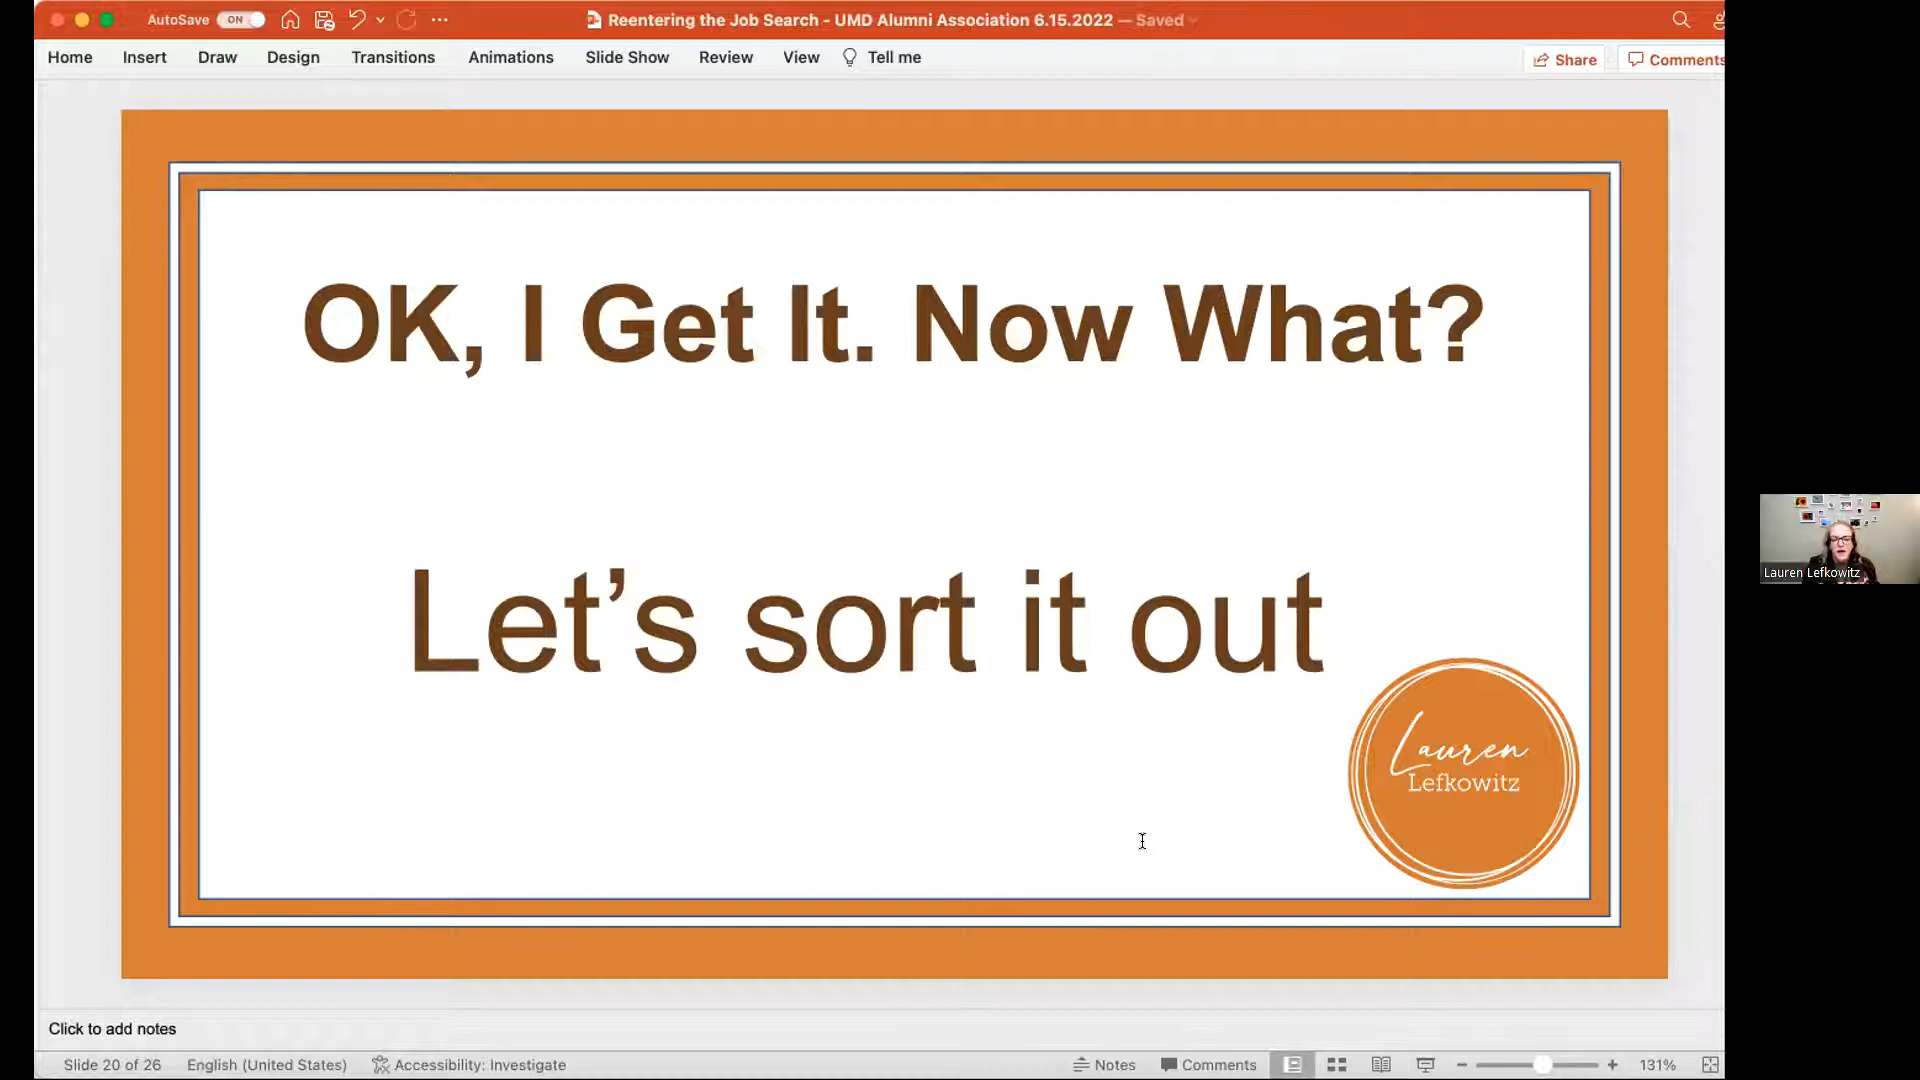 AutoSave ON Reentering the Job Search - UMD Alumni Association 6.15.2022 — Saved
Home Insert Draw Design Transitions Animations Slide Show Review View Tell me Share Comments
OK, I Get It. Now What?
Let’s sort it out
Lauren
Lefkowitz
Lauren Lefkowitz
Click to add notes
Slide 20 of 26 English (United States) Accessibility: Investigate Notes Comments 131%